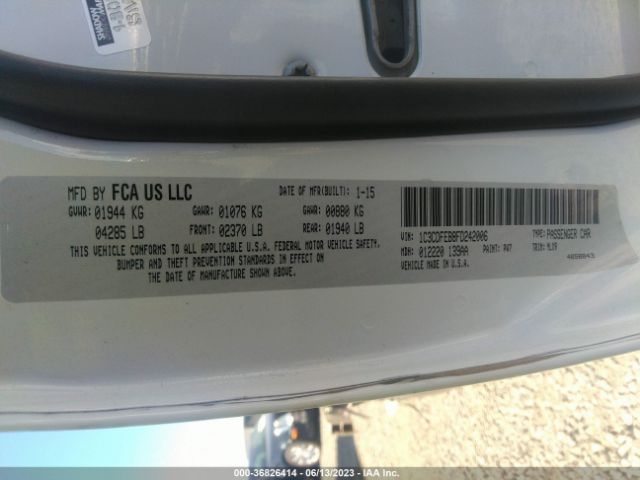 MFD BY FCA US LLC
DATE OF MFR(BUILT): 1-15
GVWR: 01944 KG GAWR: 01076 KG GAWR: 00880 KG
04285 LB FRONT: 02370 LB REAR: 01940 LB
THIS VEHICLE CONFORMS TO ALL APPLICABLE U.S.A. FEDERAL MOTOR VEHICLE SAFETY,
BUMPER AND THEFT PREVENTION STANDARDS IN EFFECT ON
THE DATE OF MANUFACTURE SHOWN ABOVE.
VIN: 1C3CDFEB8FD242006 TYPE: PASSENGER CAR
MDH: 012220 139AA PAINT: PW7 TRIM: MLX9
VEHICLE MADE IN U.S.A.
000-36826414 - 06/13/2023 - IAA Inc.